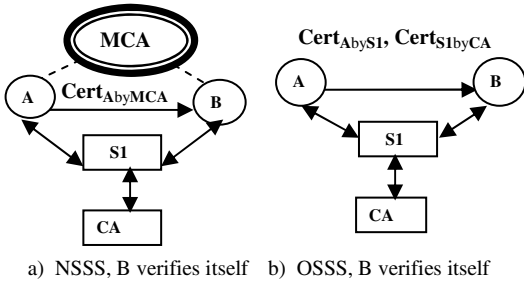 MCA
A
Cert_AbyMCA
B
S1
CA
a) NSSS, B verifies itself
Cert_AbyS1, Cert_S1byCA
A
B
S1
CA
b) OSSS, B verifies itself